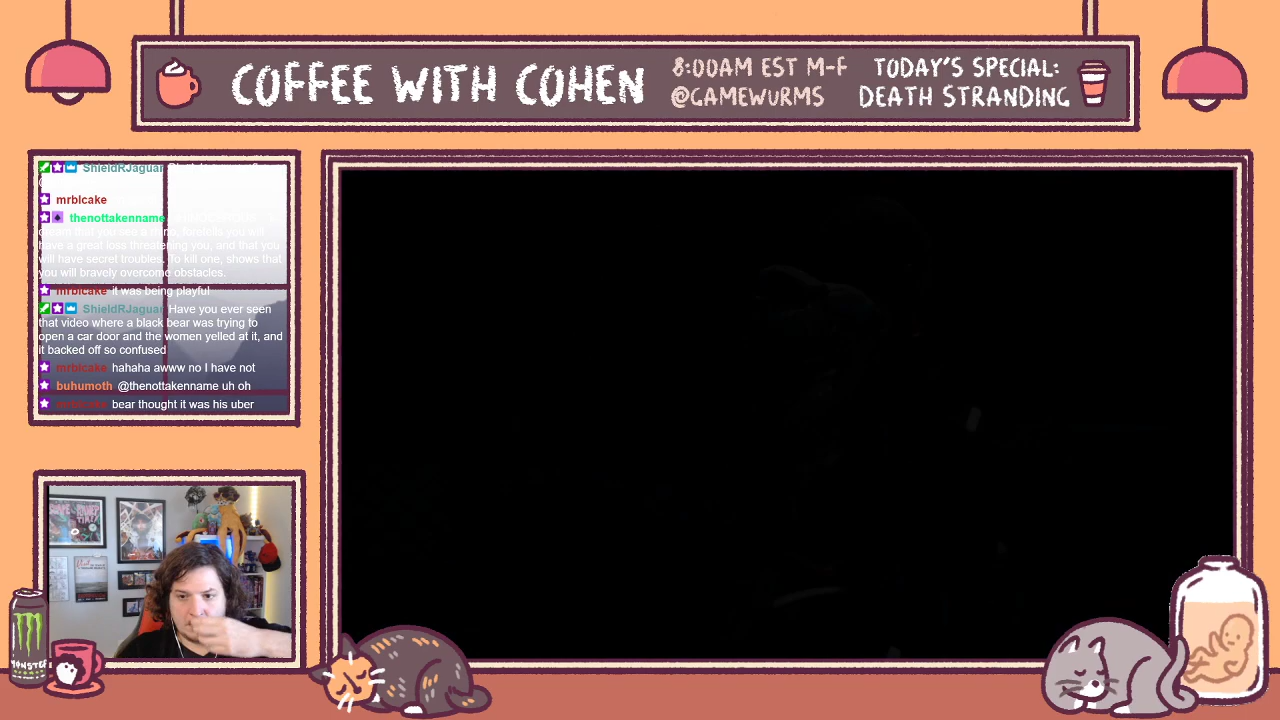 COFFEE WITH COHEN
8:00AM EST M-F
@GAMEWURMS
TODAY'S SPECIAL:
DEATH STRANDING
ShieldRJaguar
mrblcake
thenottakenname
dream that you see a rhino, foretells you will
have a great loss threatening you, and that you
will have secret troubles. To kill one, shows that
you will bravely overcome obstacles.
mrblcake it was being playful
ShieldRJaguar Have you ever seen
that video where a black bear was trying to
open a car door and the women yelled at it, and
it backed off so confused
mrblcake hahaha awww no I have not
buhumoth @thenottakenname uh oh
mrblcake bear thought it was his uber
MONSTER